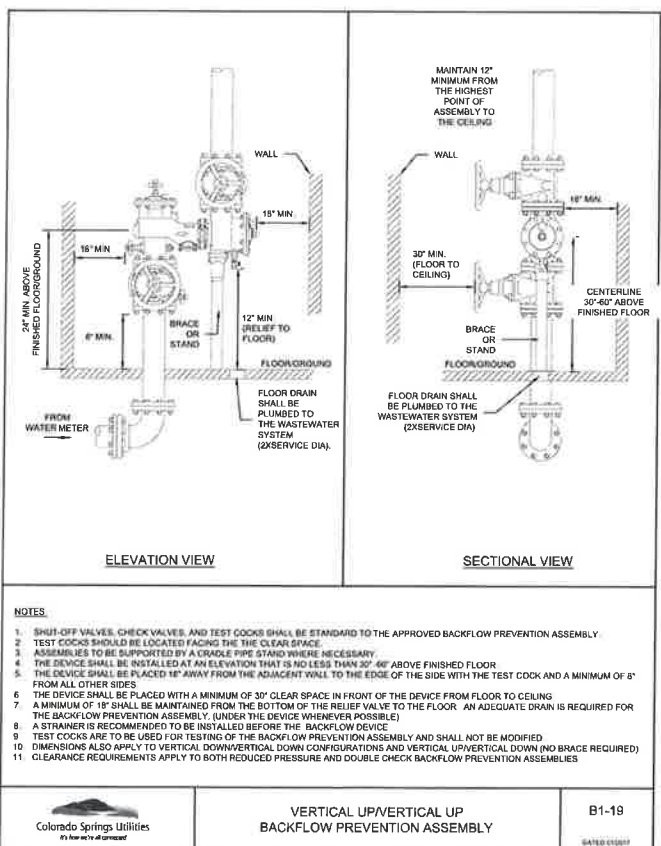 WALL
18" MIN.
18" MIN
24" MIN ABOVE
FINISHED FLOOR/GROUND
6" MIN.
BRACE
OR
STAND
12" MIN
(RELIEF TO
FLOOR)
FLOOR/GROUND
FROM
WATER METER
FLOOR DRAIN
SHALL BE
PLUMBED TO
THE WASTEWATER
SYSTEM
(2XSERVICE DIA).
ELEVATION VIEW
MAINTAIN 12"
MINIMUM FROM
THE HIGHEST
POINT OF
ASSEMBLY TO
THE CEILING
WALL
18" MIN.
30" MIN.
(FLOOR TO
CEILING)
CENTERLINE
30"-60" ABOVE
FINISHED FLOOR
BRACE
OR
STAND
FLOOR/GROUND
FLOOR DRAIN SHALL
BE PLUMBED TO THE
WASTEWATER SYSTEM
(2XSERVICE DIA)
SECTIONAL VIEW
NOTES
1. SHUT-OFF VALVES, CHECK VALVES, AND TEST COCKS SHALL BE STANDARD TO THE APPROVED BACKFLOW PREVENTION ASSEMBLY
2 TEST COCKS SHOULD BE LOCATED FACING THE THE CLEAR SPACE.
3. ASSEMBLIES TO BE SUPPORTED BY A CRADLE PIPE STAND WHERE NECESSARY.
4 THE DEVICE SHALL BE INSTALLED AT AN ELEVATION THAT IS NO LESS THAN 30"-60" ABOVE FINISHED FLOOR
5. THE DEVICE SHALL BE PLACED 18" AWAY FROM THE ADJACENT WALL TO THE EDGE OF THE SIDE WITH THE TEST COCK AND A MINIMUM OF 6"
FROM ALL OTHER SIDES
6 THE DEVICE SHALL BE PLACED WITH A MINIMUM OF 30" CLEAR SPACE IN FRONT OF THE DEVICE FROM FLOOR TO CEILING
7 A MINIMUM OF 18" SHALL BE MAINTAINED FROM THE BOTTOM OF THE RELIEF VALVE TO THE FLOOR AN ADEQUATE DRAIN IS REQUIRED FOR
THE BACKFLOW PREVENTION ASSEMBLY. (UNDER THE DEVICE WHENEVER POSSIBLE)
8. A STRAINER IS RECOMMENDED TO BE INSTALLED BEFORE THE BACKFLOW DEVICE
9 TEST COCKS ARE TO BE USED FOR TESTING OF THE BACKFLOW PREVENTION ASSEMBLY AND SHALL NOT BE MODIFIED
10. DIMENSIONS ALSO APPLY TO VERTICAL DOWN/VERTICAL DOWN CONFIGURATIONS AND VERTICAL UP/VERTICAL DOWN (NO BRACE REQUIRED)
11. CLEARANCE REQUIREMENTS APPLY TO BOTH REDUCED PRESSURE AND DOUBLE CHECK BACKFLOW PREVENTION ASSEMBLIES
Colorado Springs Utilities
It's how we're all connected
VERTICAL UP/VERTICAL UP
BACKFLOW PREVENTION ASSEMBLY
B1-19